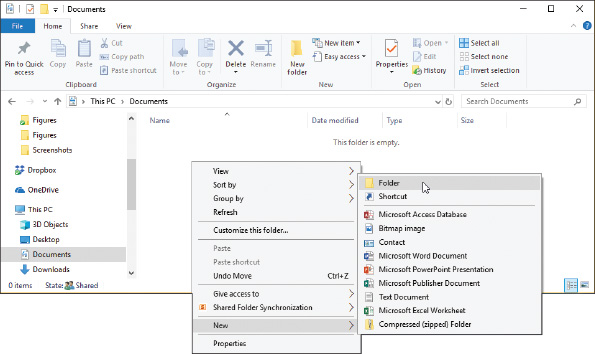 Documents
File Home Share View
Pin to Quick access
Copy
Paste
Cut
Copy path
Paste shortcut
Clipboard
Move to
Copy to
Delete
Rename
Organize
New folder
New item
Easy access
New
Properties
Open
Edit
History
Open
Select all
Select none
Invert selection
Select
This PC > Documents
Search Documents
Name Date modified Type Size
This folder is empty.
Figures
Figures
Screenshots
Dropbox
OneDrive
This PC
3D Objects
Desktop
Documents
Downloads
0 items State: Shared
View
Sort by
Group by
Refresh
Customize this folder...
Paste
Paste shortcut
Undo Move Ctrl+Z
Give access to
Shared Folder Synchronization
New
Properties
Folder
Shortcut
Microsoft Access Database
Bitmap image
Contact
Microsoft Word Document
Microsoft PowerPoint Presentation
Microsoft Publisher Document
Text Document
Microsoft Excel Worksheet
Compressed (zipped) Folder